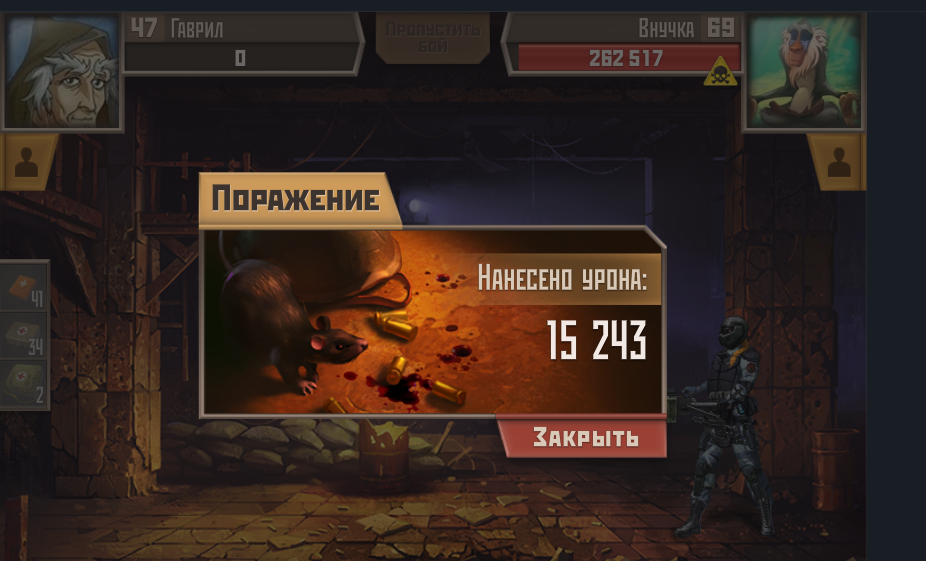 47 Гаврил
0
Пропустить
бой
Внучка 69
262 517
Поражение
Нанесено урона:
15 243
41
34
2
Закрыть